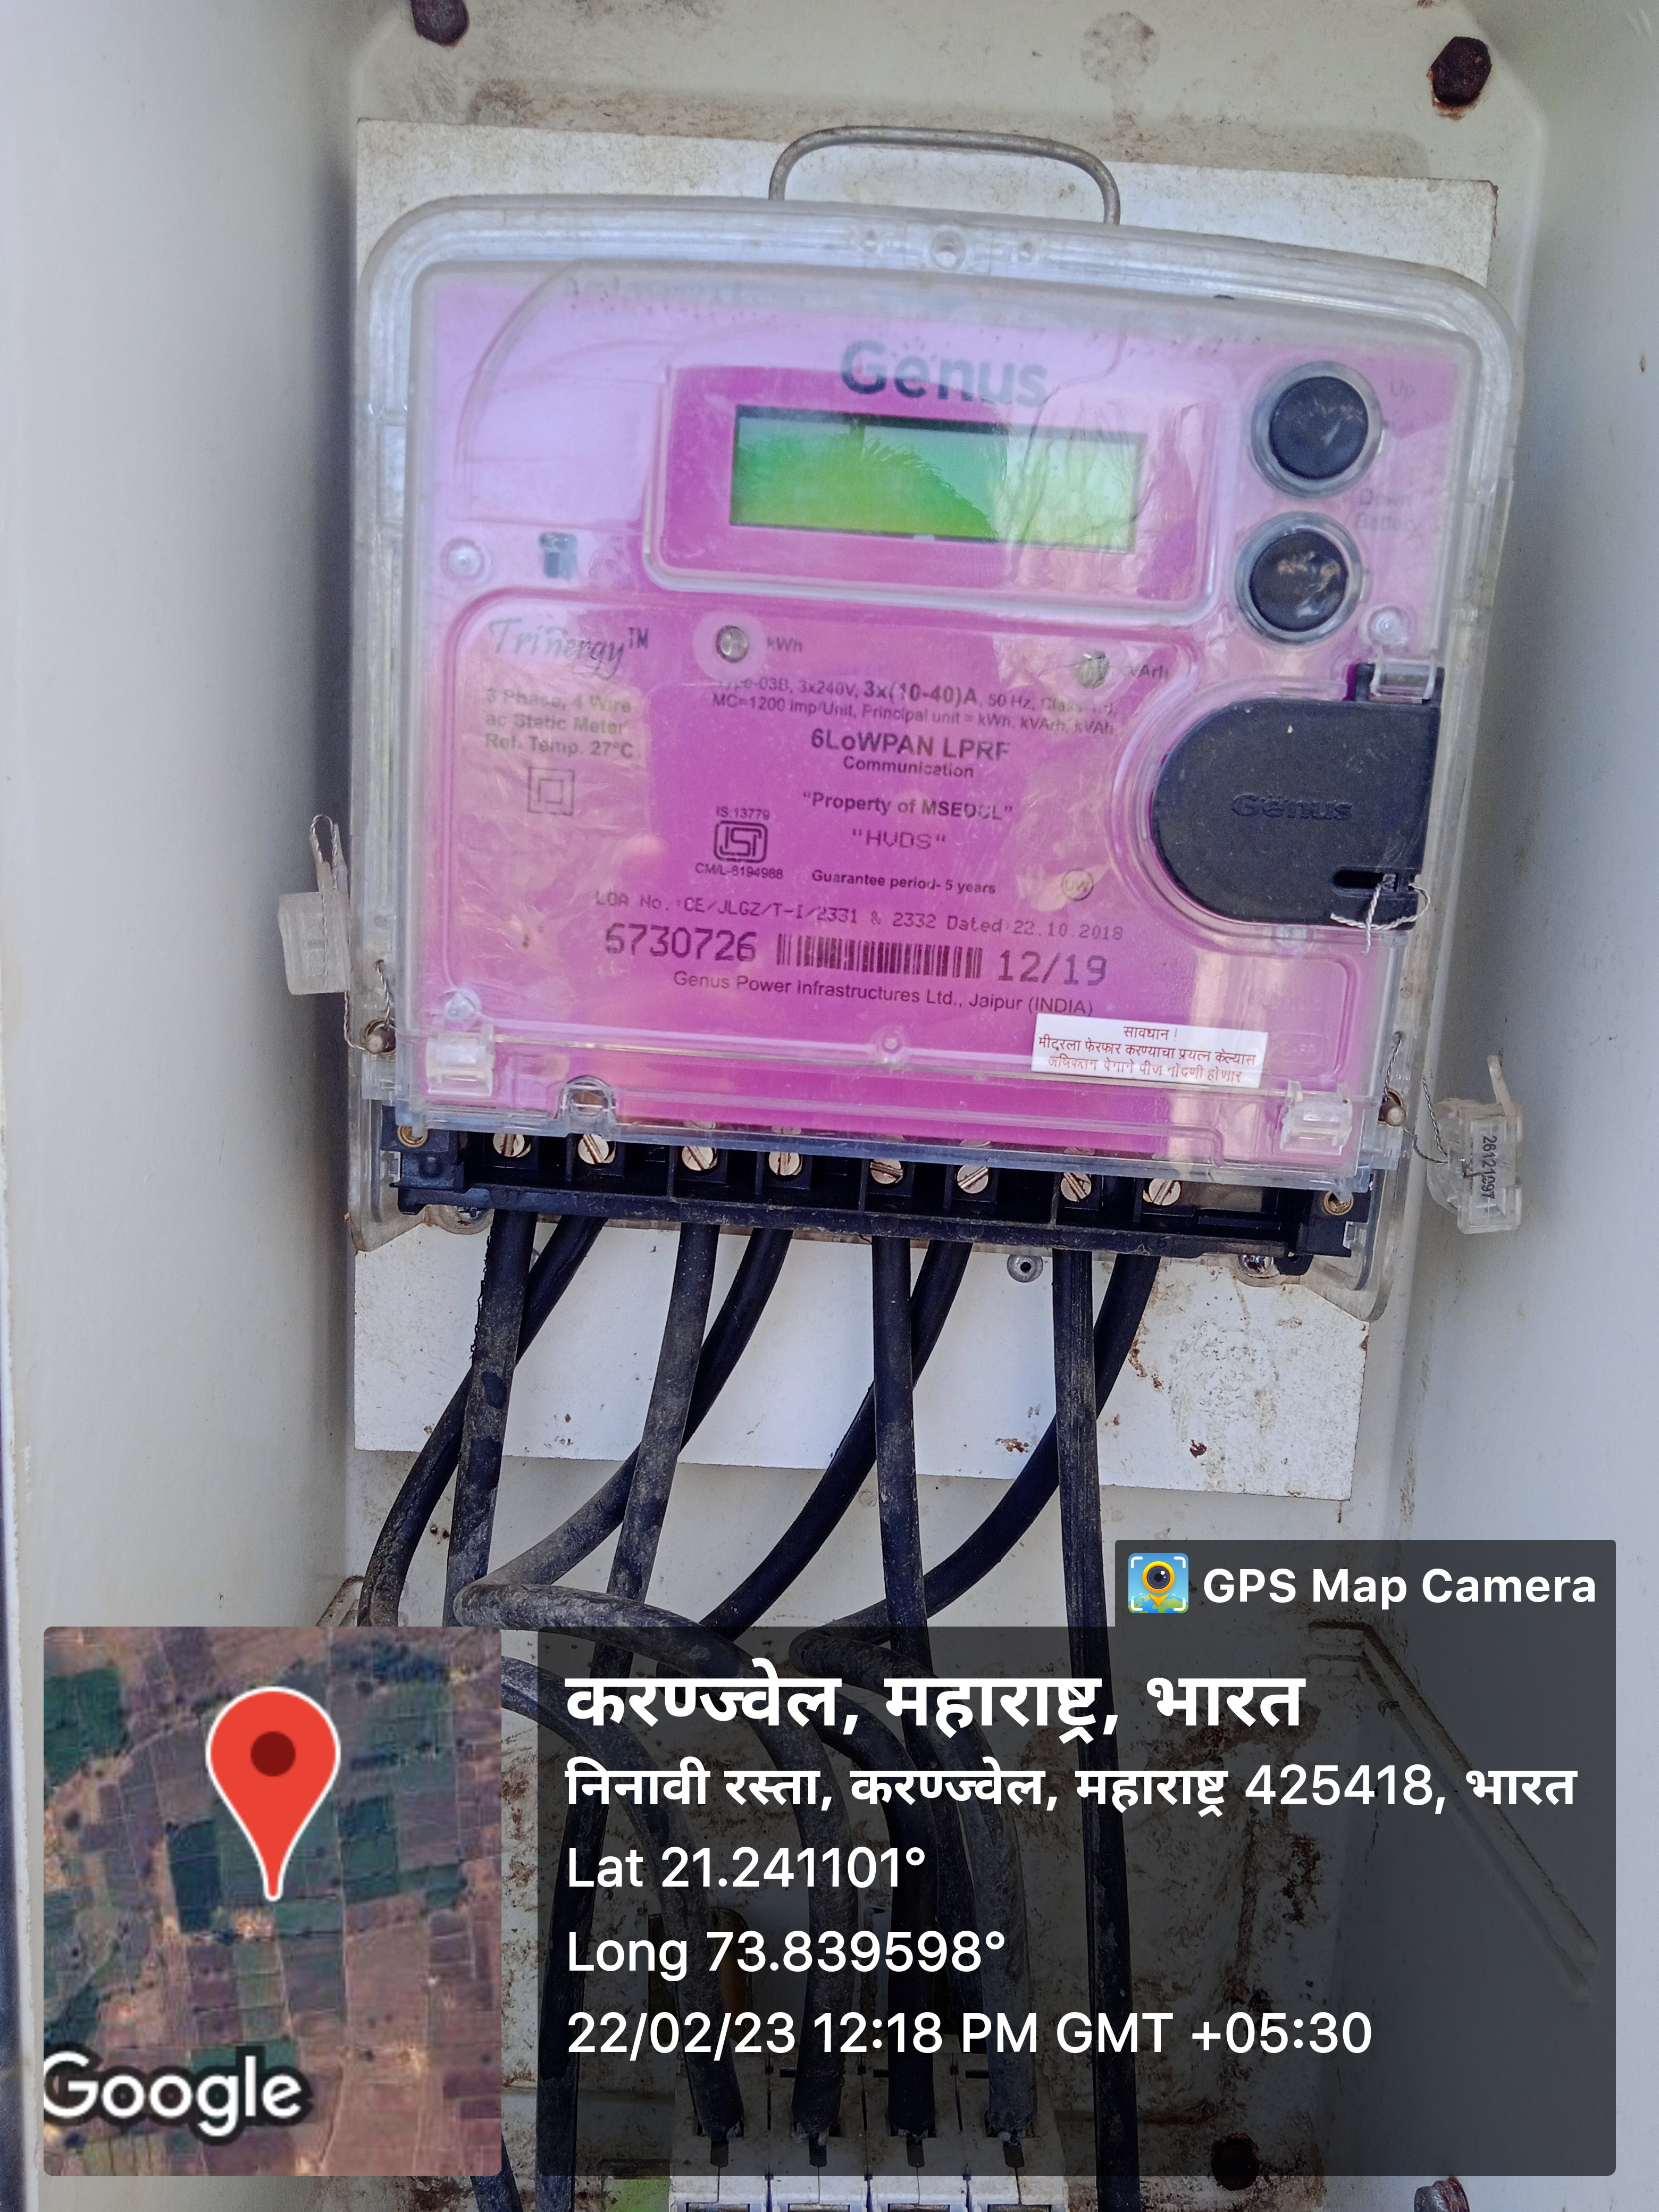 Genus
Up
Down
Battery
TriNergy™
kWh
kVArh
3 Phase, 4 Wire
ac Static Meter
Ref. Temp. 27°C
Type-03B, 3x240V, 3x(10-40)A, 50 Hz,
MC=1200 imp/Unit, Principal unit = kWh, kVArh, kVAh,
6LoWPAN LPRF
Communication
"Property of MSEDCL"
"HVDS"
IS:13779
ISI
CM/L-8194988
Guarantee period- 5 years
UW
Genus
LOA No.:CE/JLGZ/T-I/2331 & 2332 Dated:22.10.2018
12/19
Genus Power Infrastructures Ltd., Jaipur (INDIA)
सावधान !
मीटरला फेरफार करण्याचा प्रयत्न केल्यास
वीज नोंदणी होणार
GPS Map Camera
करण्ज्वेल, महाराष्ट्र, भारत
निनावी रस्ता, करण्ज्वेल, महाराष्ट्र 425418, भारत
Lat 21.241101°
Long 73.839598°
22/02/23 12:18 PM GMT +05:30
Google